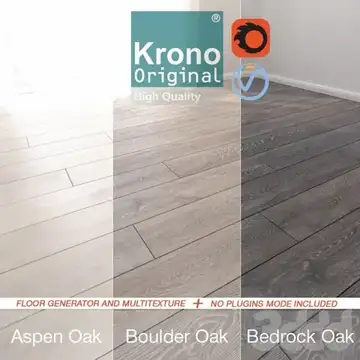 Krono®
Original
High Quality
FLOOR GENERATOR AND MULTITEXTURE + NO PLUGINS MODE INCLUDED
Aspen Oak Boulder Oak Bedrock Oak